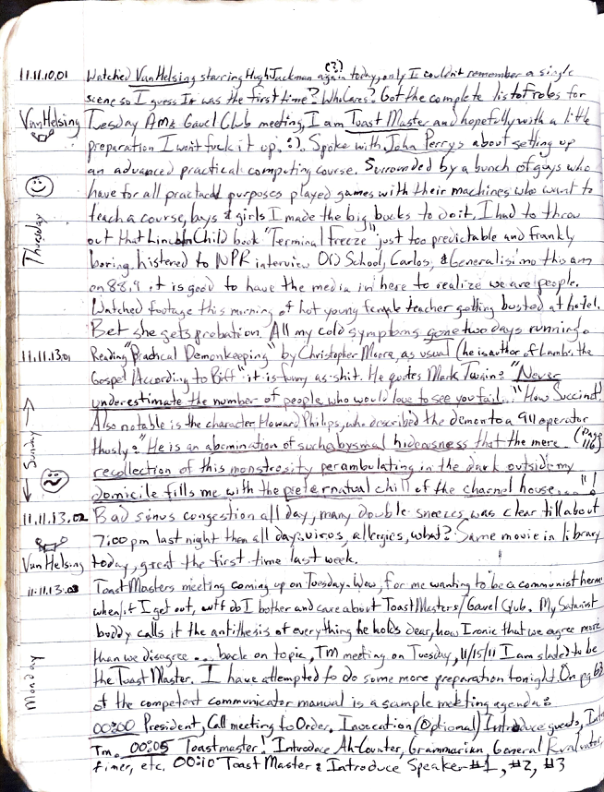 11.11.10.01 Watched Van Helsing starring Hugh Jackman again (?) today, only I couldn't remember a single
scene so I guess It was the first time? Who Cares? Got the complete list of roles for
Van Helsing Tuesday AMs Gavel Club meeting, I am Toast Master and hopefully with a little
preparation I won't fuck it up. :). Spoke with John Perrys about setting up
an advanced practical computing course. Surrounded by a bunch of guys who
have for all practical purposes played games with their machines who want to
Thursday teach a course, boys & girls I made the big bucks to do it. I had to throw
out that Lincoln Child book "Terminal Freeze" just too predictable and frankly
boring. Listened to NPR interview Old School, Carlos, & Generalisimo this am
on 88.9, it is good to have the media in here to realize we are people.
Watched footage this morning of hot young female teacher getting busted at hotel.
Bet she gets probation. All my cold symptoms gone two days running.
11.11.13.01 Reading "Practical Demonkeeping" by Christopher Moore, as usual (he is author of Lamb: the
Gospel According to Biff" it is funny as shit. He quotes Mark Twain: "Never
underestimate the number of people who would love to see you fail..." How Succinct!
Also notable is the character, Howard Philips, who described the demon to a 911 operator
Sunday thusly: "He is an abomination of such abysmal hideousness that the mere (Page 116)
recollection of this monstrosity perambulating in the dark outside my
domicile fills me with the preternatual chill of the charnel house..."!
11.11.13.02 Bad sinus congestion all day, many double sneezes, was clear till about
7:00 pm last night then all day: virus, allergies, what? Same movie in library
Van Helsing today, great the first time last week.
11.11.13.03 Toast Masters meeting coming up on Tuesday. Wow, for me wanting to be a communist
when/if I get out, wtf do I bother and care about Toast Masters/Gavel Club. My Satanist
buddy calls it the antithesis of everything he holds dear, how Ironic that we agree more
than we disagree... back on topic, TM meeting on Tuesday, 11/15/11 I am slated to be
Monday the Toast Master. I have attempted to do some more preparation tonight. On pg
of the competent communicator manual is a sample meeting agenda:
00:00 President, Call meeting to Order. Invocation (Optional) Introduce guests,
Tm. 00:05 Toastmaster: Introduce Ah-Counter, Grammarian, General Evaluator
timer, etc. 00:10 Toast Master: Introduce Speaker #1, #2, #3